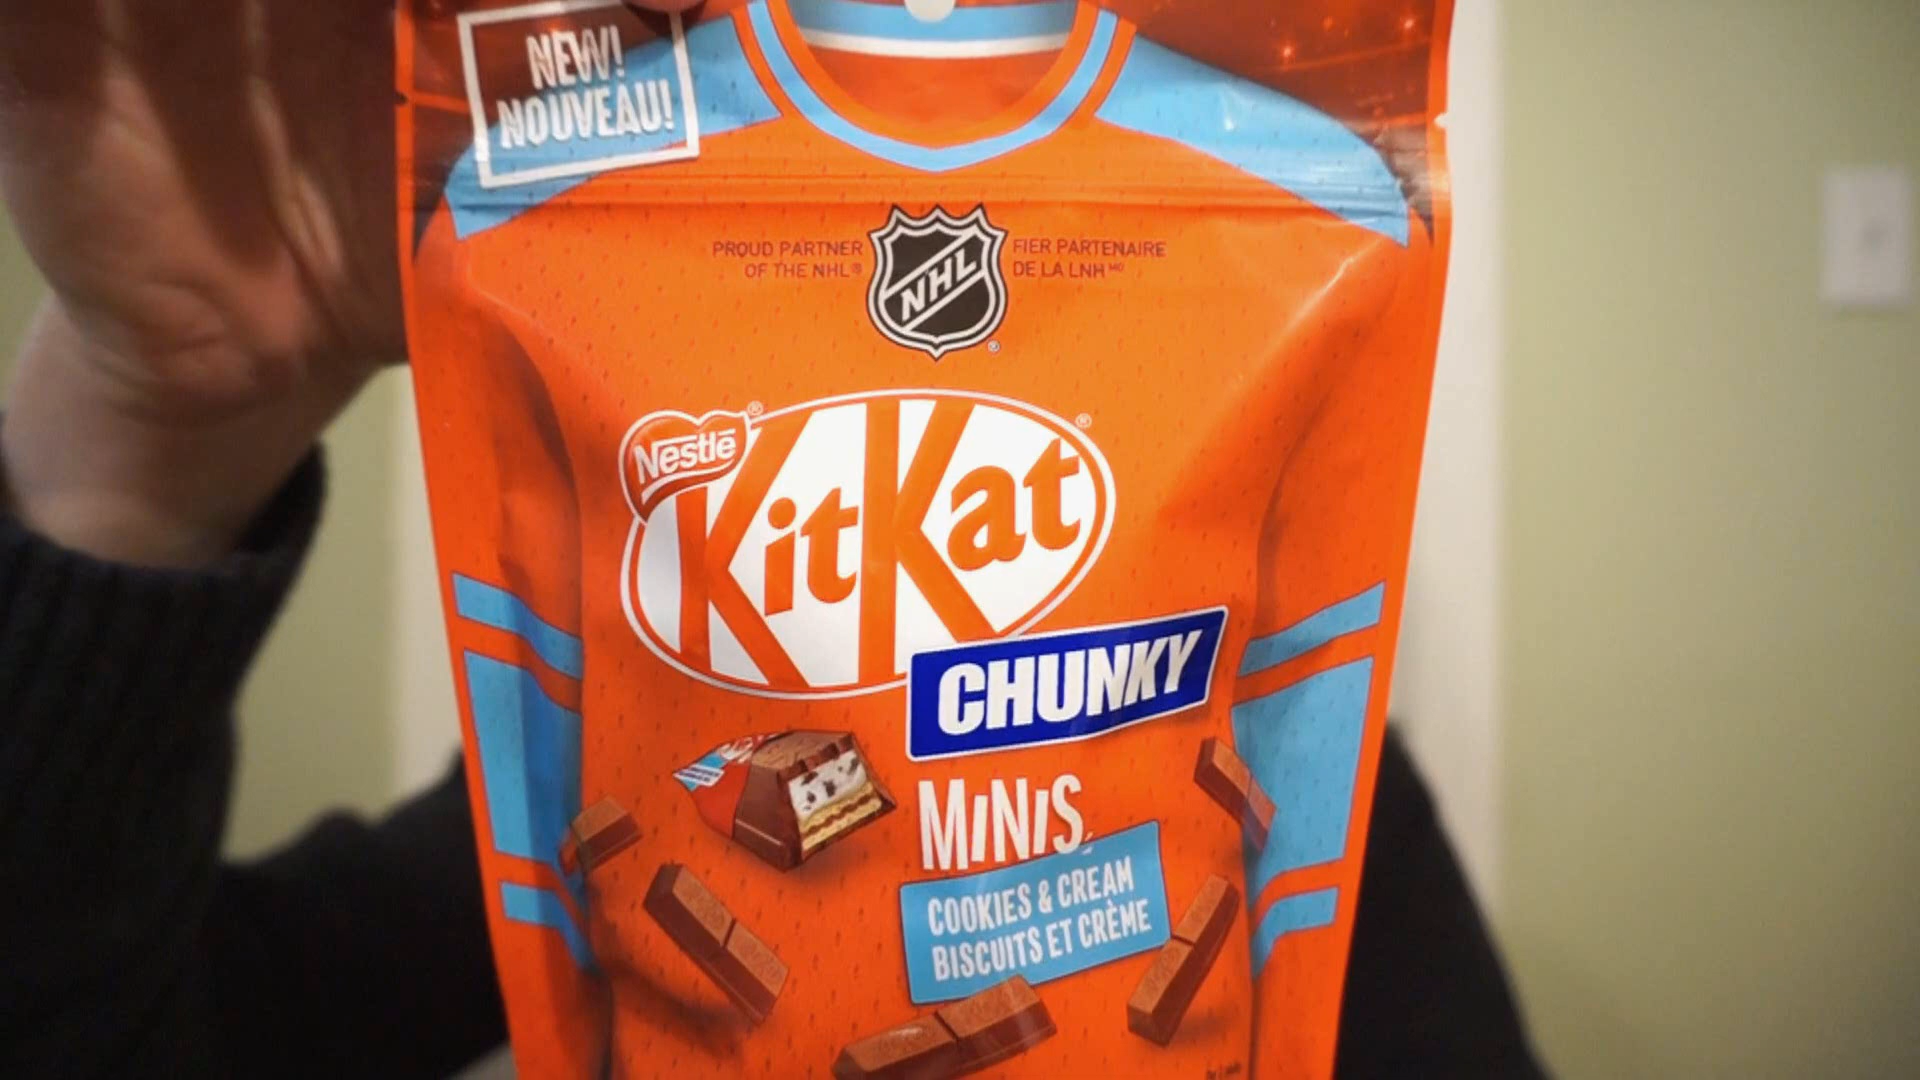 NEW!
NOUVEAU!
PROUD PARTNER
OF THE NHL®
NHL
®
FIER PARTENAIRE
DE LA LNH MD
Nestlé®
KitKat®
CHUNKY
MINIS
COOKIES & CREAM
BISCUITS ET CRÈME